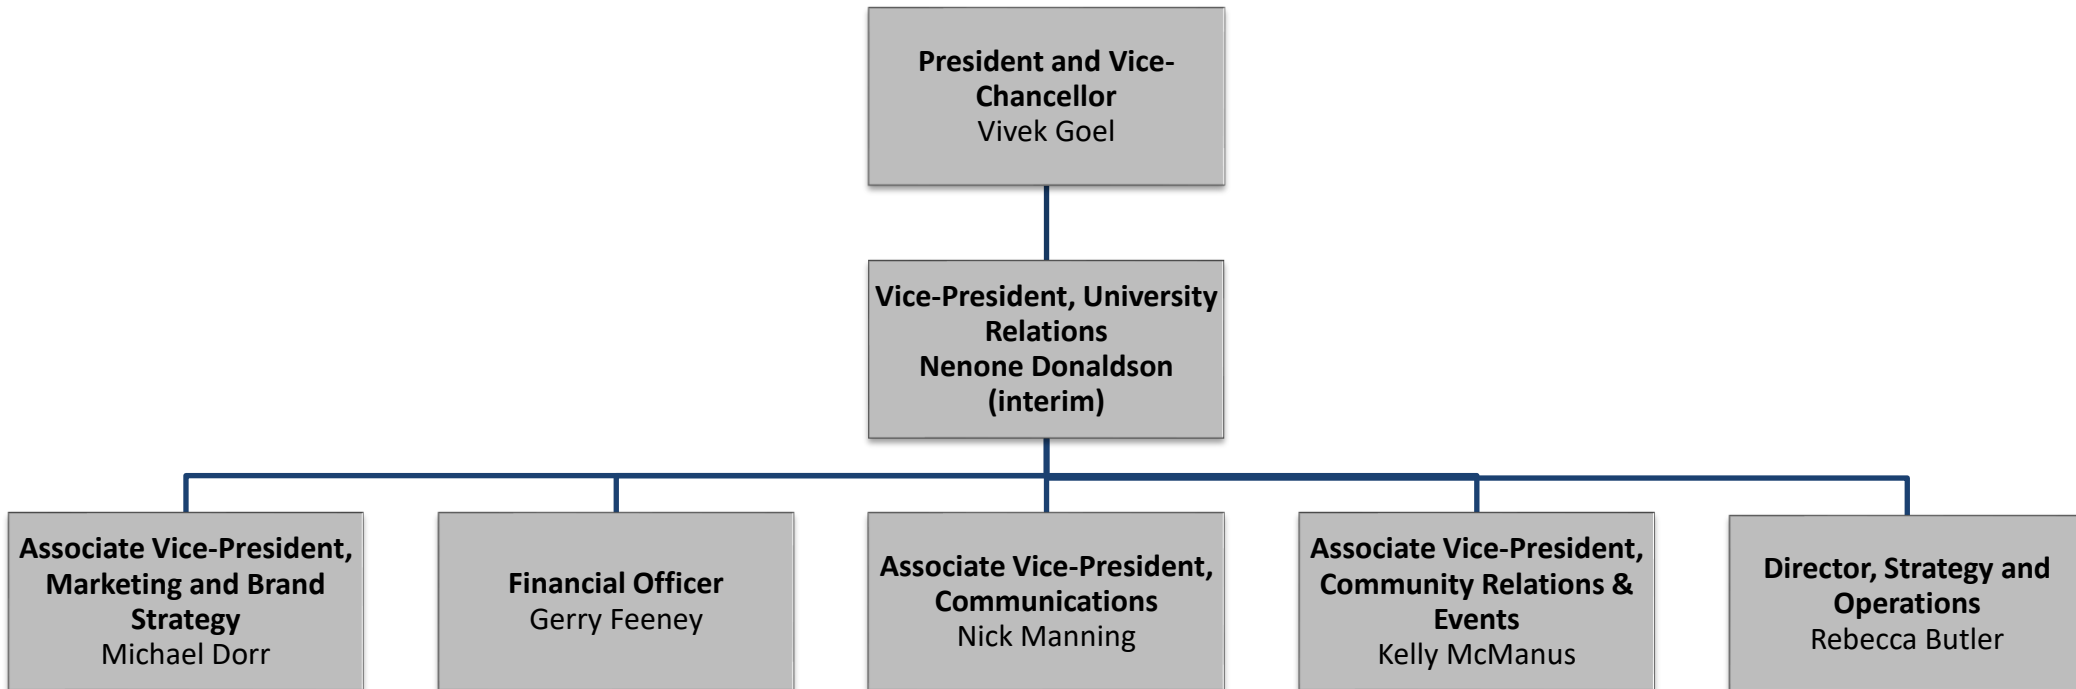 President and Vice-
Chancellor
Vivek Goel
Vice-President, University
Relations
Nenone Donaldson
(interim)
Associate Vice-President,
Marketing and Brand
Strategy
Michael Dorr
Financial Officer
Gerry Feeney
Associate Vice-President,
Communications
Nick Manning
Associate Vice-President,
Community Relations &
Events
Kelly McManus
Director, Strategy and
Operations
Rebecca Butler